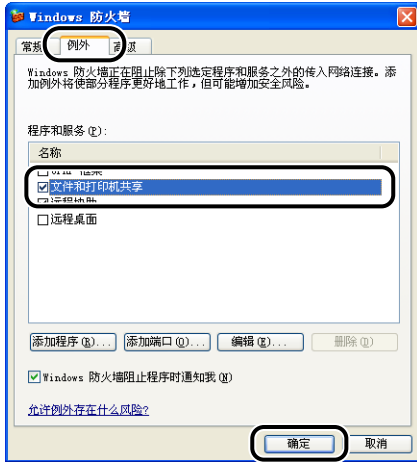 Windows 防火墙
常规
例外
高级
Windows 防火墙正在阻止除下列选定程序和服务之外的传入网络连接。添
加例外将使部分程序更好地工作，但可能增加安全风险。
程序和服务(P):
名称
文件和打印机共享
远程协助
远程桌面
添加程序(R)...
添加端口(O)...
编辑(E)...
删除(D)
Windows 防火墙阻止程序时通知我(N)
允许例外存在什么风险?
确定
取消